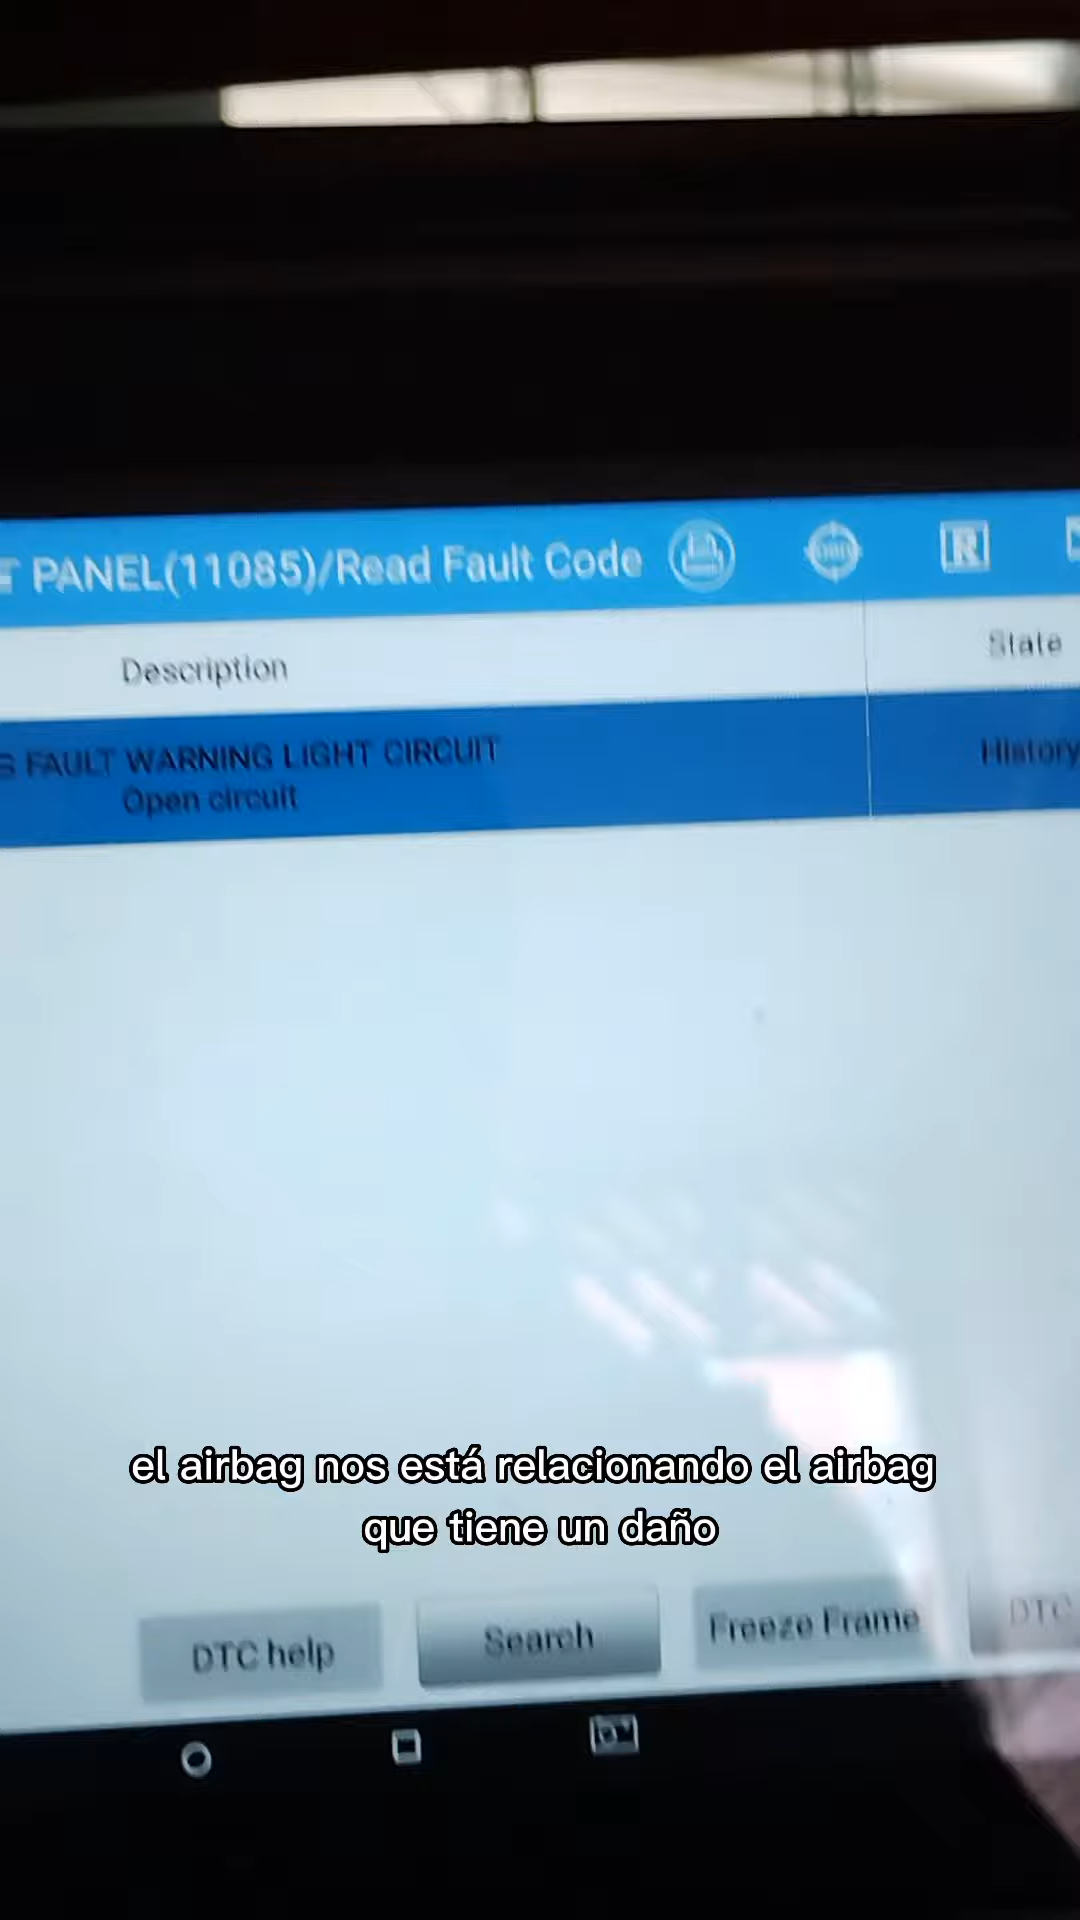 PANEL(11085)/Read Fault Code
Description
State
S FAULT WARNING LIGHT CIRCUIT
Open circuit
History
el airbag nos está relacionando el airbag
que tiene un daño
DTC help
Search
Freeze Frame
DTC